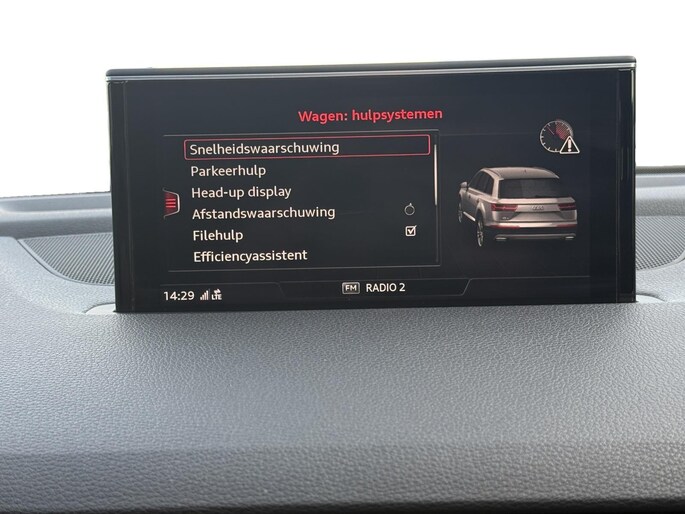 Wagen: hulpsystemen
Snelheidswaarschuwing
Parkeerhulp
Head-up display
Afstandswaarschuwing
Filehulp
Efficiencyassistent
14:29 LTE FM RADIO 2